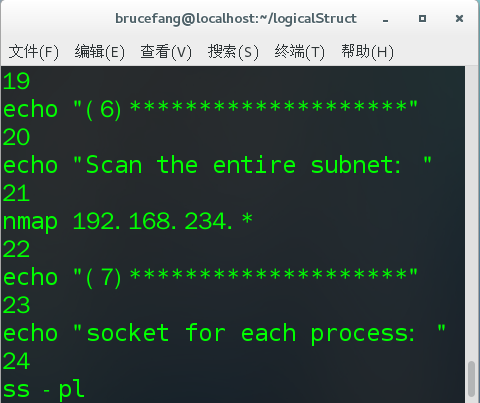 brucefang@localhost:~/logicalStruct
文件(F) 编辑(E) 查看(V) 搜索(S) 终端(T) 帮助(H)
19
echo "(6)********************"
20
echo "Scan the entire subnet: "
21
nmap 192.168.234.*
22
echo "(7)********************"
23
echo "socket for each process: "
24
ss -pl